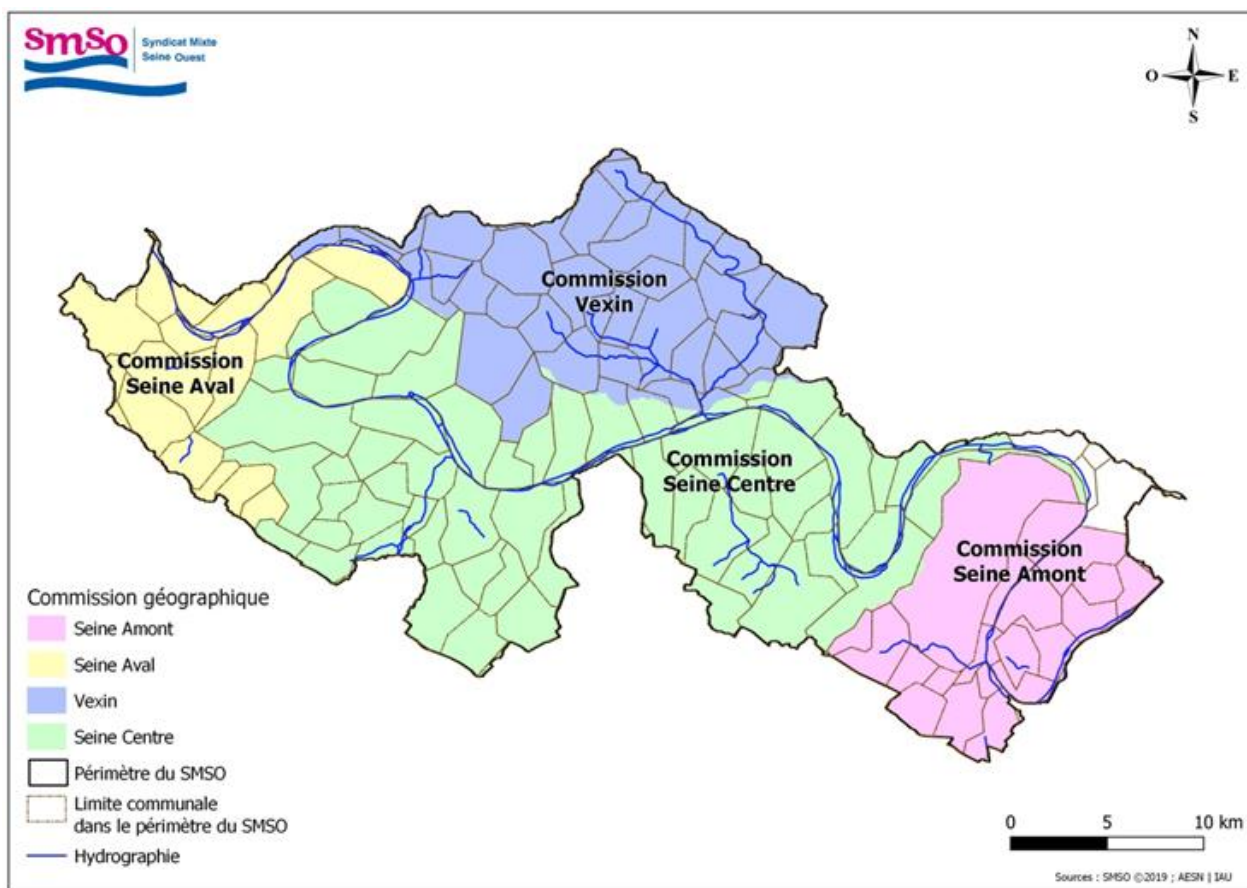 smso
Syndicat Mixte
Seine Ouest
N
O
E
S
Commission
Vexin
Commission
Seine Aval
Commission
Seine Centre
Commission
Seine Amont
Commission géographique
Seine Amont
Seine Aval
Vexin
Seine Centre
Périmètre du SMSO
Limite communale
dans le périmètre du SMSO
Hydrographie
0 5 10 km
Sources : SMSO ©2019 ; AESN | IAU